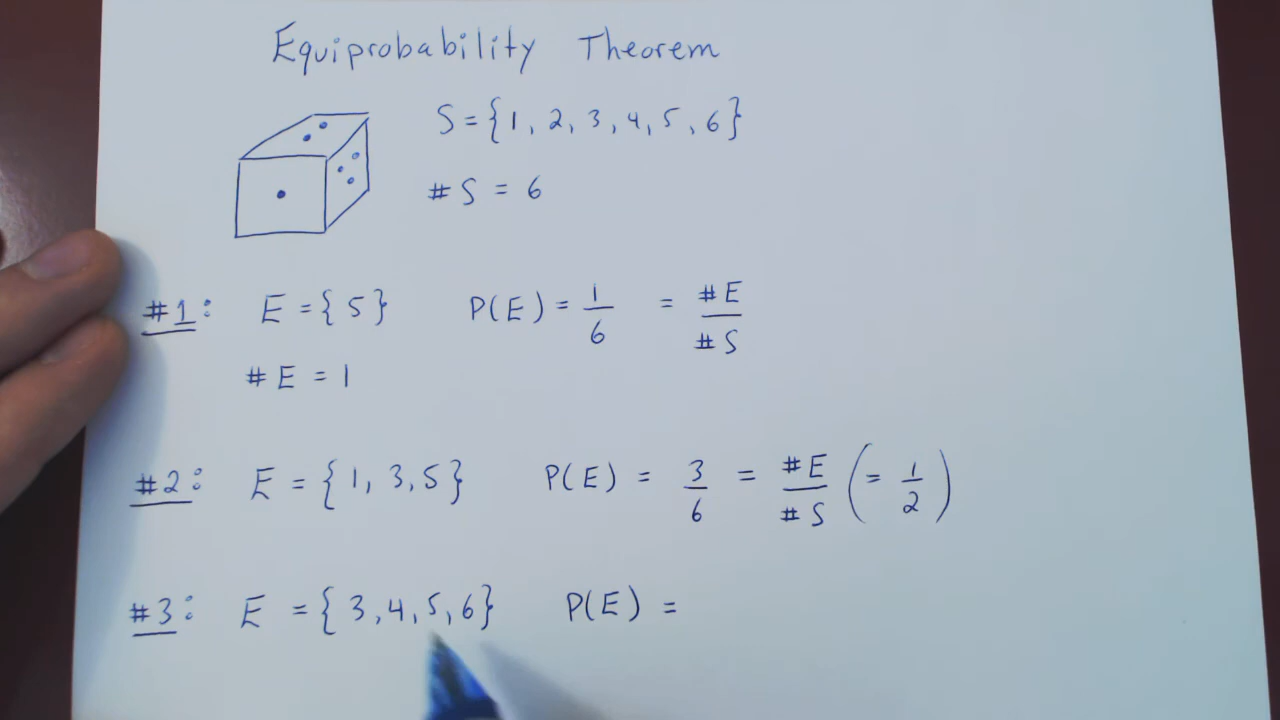 Equiprobability Theorem
S = {1, 2, 3, 4, 5, 6}
# S = 6
#1: E = {5} P(E) = 1/6 = #E/#S
# E = 1
#2: E = {1, 3, 5} P(E) = 3/6 = #E/#S (= 1/2)
#3: E = {3, 4, 5, 6} P(E) =